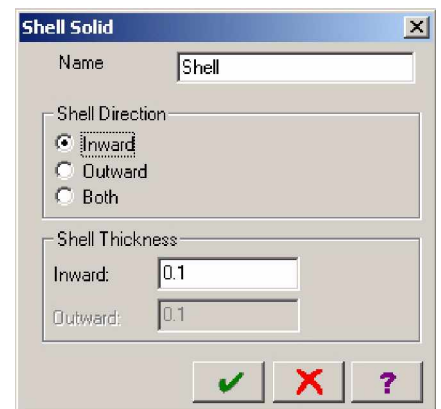 Shell Solid
Name Shell
Shell Direction
Inward
Outward
Both
Shell Thickness
Inward: 0.1
Outward: 0.1
?